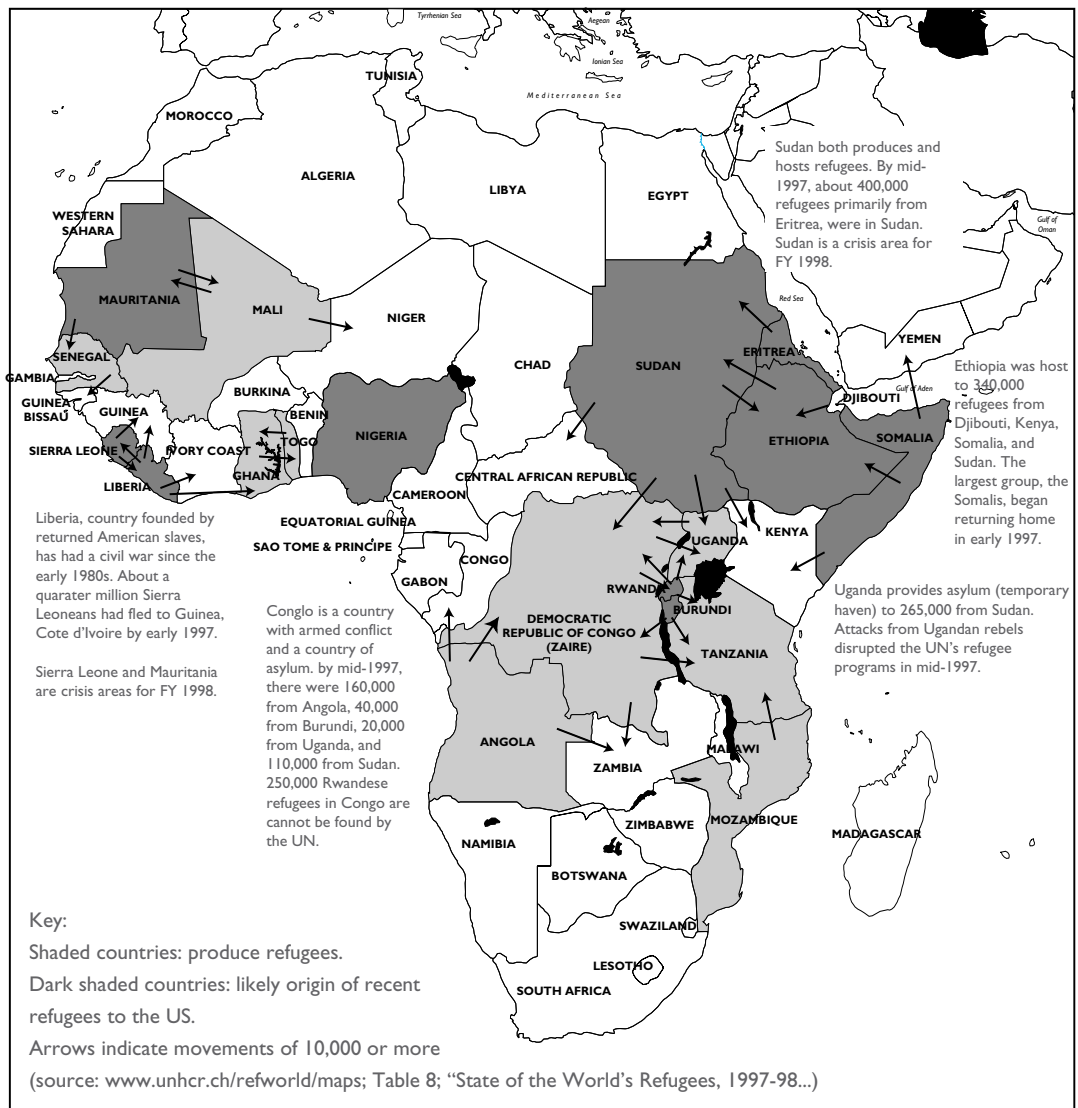 Tyrrhenian Sea
Aegean
Ionian Sea
Mediterranean Sea
TUNISIA
MOROCCO
ALGERIA
LIBYA
EGYPT
WESTERN
SAHARA
Sudan both produces and
hosts refugees. By mid-
1997, about 400,000
refugees primarily from
Eritrea, were in Sudan.
Sudan is a crisis area for
FY 1998.
Gulf of
Oman
Red Sea
MAURITANIA
MALI
NIGER
CHAD
SUDAN
ERITREA
YEMEN
Gulf of Aden
DJIBOUTI
SENEGAL
GAMBIA
GUINEA
BISSAU
GUINEA
BURKINA
BENIN
NIGERIA
ETHIOPIA
SOMALIA
SIERRA LEONE
IVORY COAST
TOGO
GHANA
LIBERIA
CAMEROON
CENTRAL AFRICAN REPUBLIC
Ethiopia was host
to 340,000
refugees from
Djibouti, Kenya,
Somalia, and
Sudan. The
largest group, the
Somalis, began
returning home
in early 1997.
EQUATORIAL GUINEA
SAO TOME & PRINCIPE
CONGO
GABON
UGANDA
KENYA
RWANDA
BURUNDI
DEMOCRATIC
REPUBLIC OF CONGO
(ZAIRE)
TANZANIA
Liberia, country founded by
returned American slaves,
has had a civil war since the
early 1980s. About a
quarater million Sierra
Leoneans had fled to Guinea,
Cote d'Ivoire by early 1997.
Sierra Leone and Mauritania
are crisis areas for FY 1998.
Conglo is a country
with armed conflict
and a country of
asylum. by mid-1997,
there were 160,000
from Angola, 40,000
from Burundi, 20,000
from Uganda, and
110,000 from Sudan.
250,000 Rwandese
refugees in Congo are
cannot be found by
the UN.
Uganda provides asylum (temporary
haven) to 265,000 from Sudan.
Attacks from Ugandan rebels
disrupted the UN's refugee
programs in mid-1997.
ANGOLA
ZAMBIA
MALAWI
ZIMBABWE
MOZAMBIQUE
MADAGASCAR
NAMIBIA
BOTSWANA
SWAZILAND
LESOTHO
SOUTH AFRICA
Key:
Shaded countries: produce refugees.
Dark shaded countries: likely origin of recent
refugees to the US.
Arrows indicate movements of 10,000 or more
(source: www.unhcr.ch/refworld/maps; Table 8; “State of the World’s Refugees, 1997-98...)